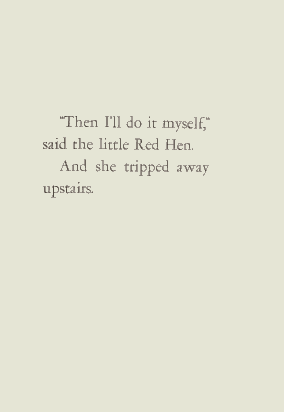 "Then I'll do it myself,"
said the little Red Hen.
And she tripped away
upstairs.